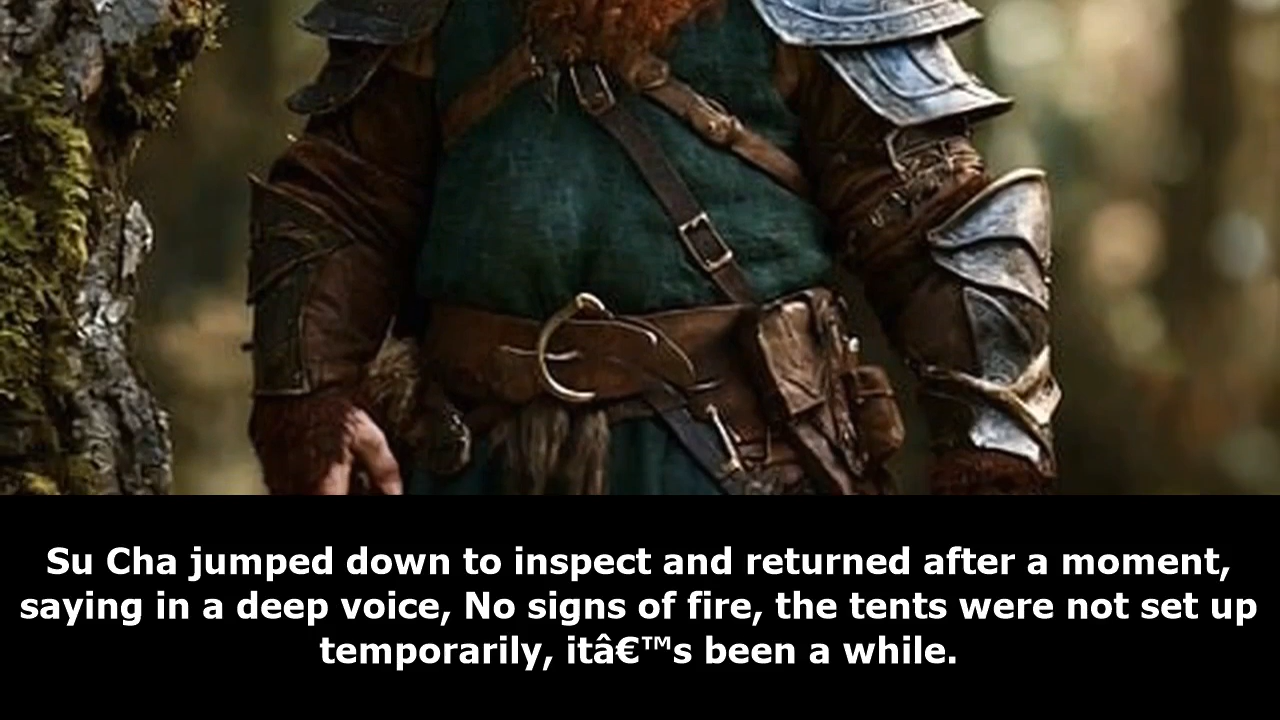 Su Cha jumped down to inspect and returned after a moment,
saying in a deep voice, No signs of fire, the tents were not set up
temporarily, itâ€™s been a while.